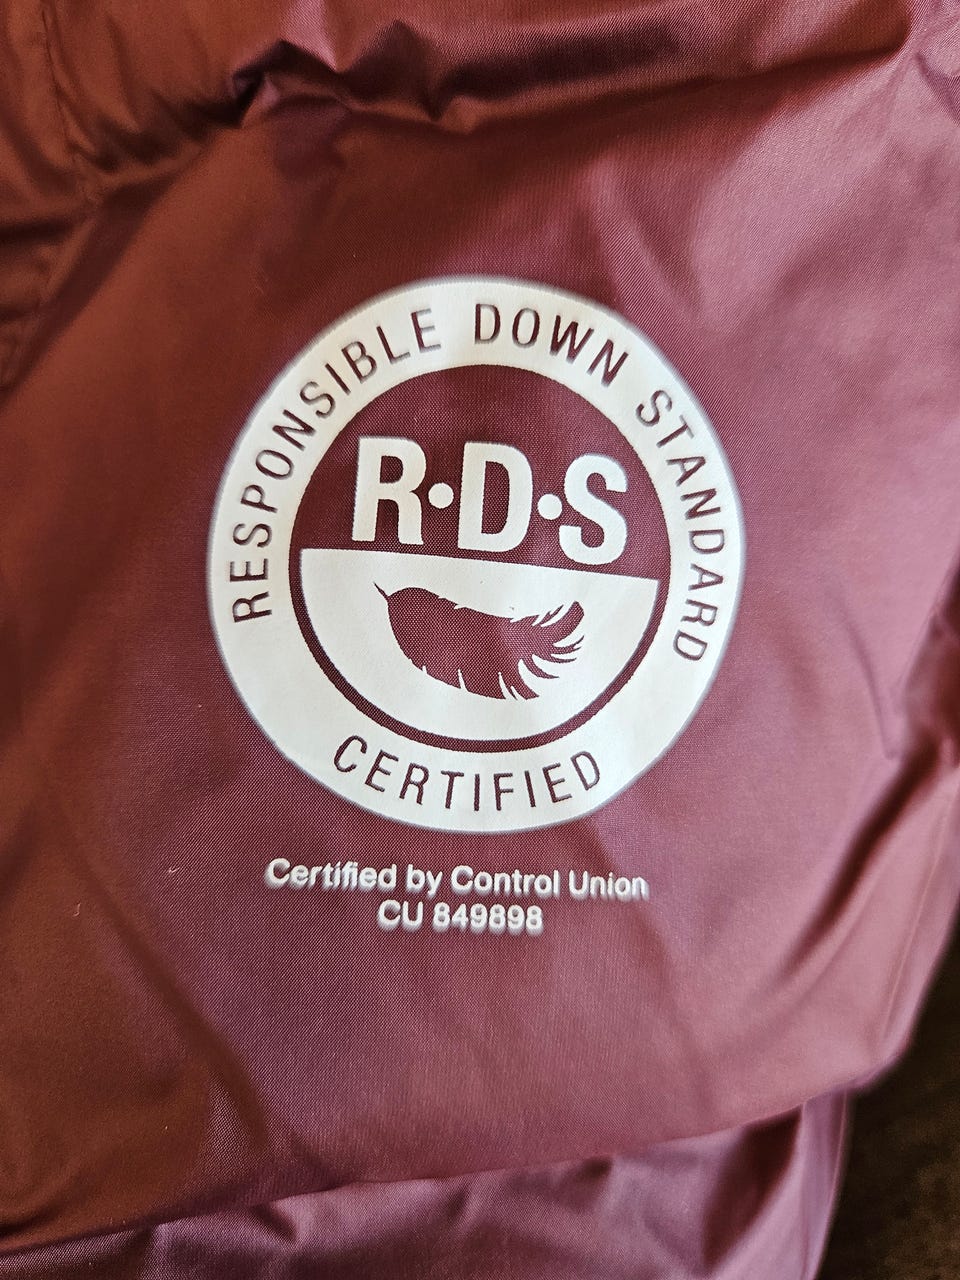 RESPONSIBLE DOWN STANDARD
R·D·S
CERTIFIED
Certified by Control Union
CU 849898